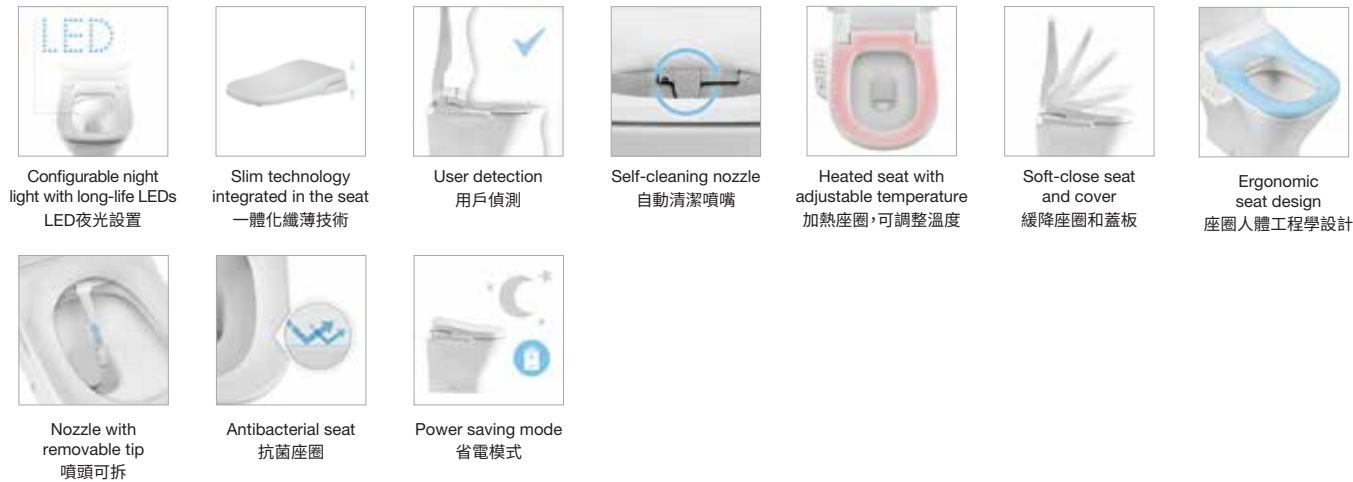 LED
Configurable night
light with long-life LEDs
LED夜光設置
Slim technology
integrated in the seat
一體化纖薄技術
User detection
用戶偵測
Self-cleaning nozzle
自動清潔噴嘴
Heated seat with
adjustable temperature
加熱座圈，可調整溫度
Soft-close seat
and cover
緩降座圈和蓋板
Ergonomic
seat design
座圈人體工程學設計
Nozzle with
removable tip
噴頭可拆
Antibacterial seat
抗菌座圈
Power saving mode
省電模式